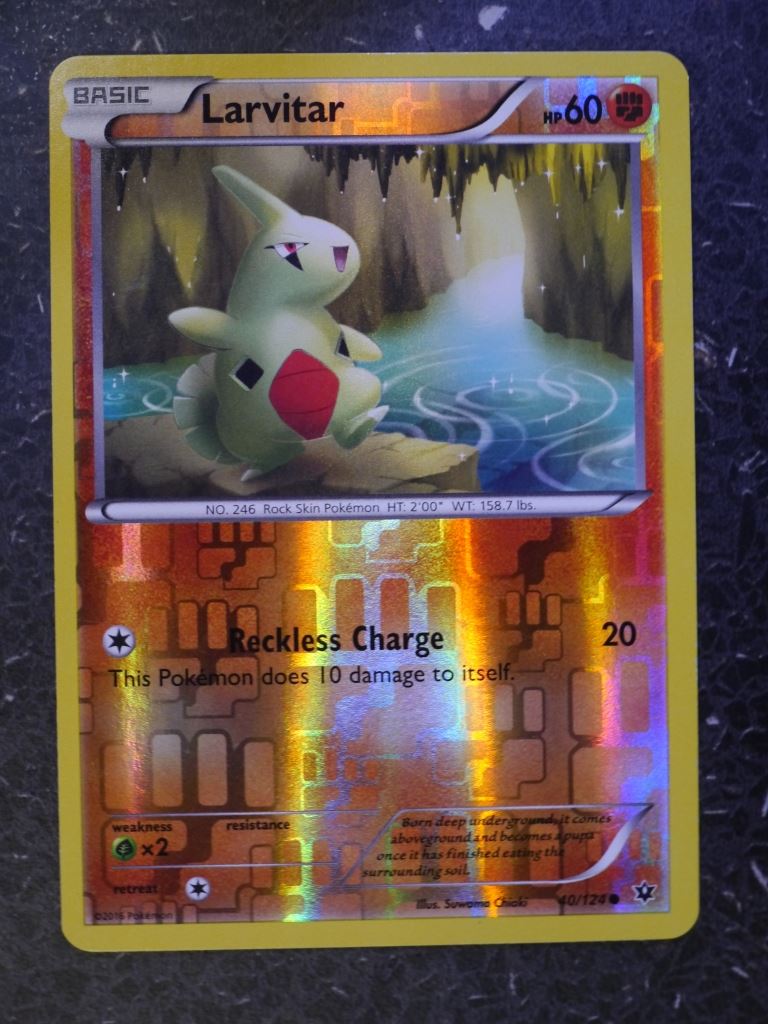 BASIC
Larvitar
HP 60
NO. 246 Rock Skin Pokémon HT: 2'00" WT: 158.7 lbs.
Reckless Charge 20
This Pokémon does 10 damage to itself.
weakness resistance
×2
retreat
Born deep underground, it comes
aboveground and becomes a pupa
once it has finished eating the
surrounding soil.
Illus. Suwama Chiaki 40/124
©2016 Pokémon